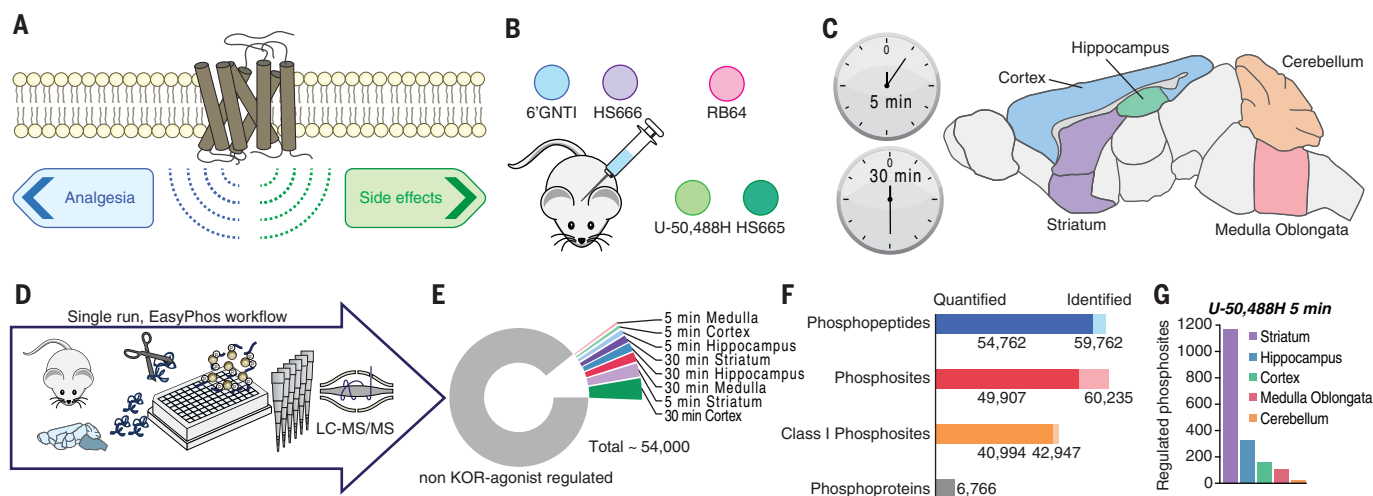 A
Analgesia
Side effects
B
6'GNTI
HS666
RB64
U-50,488H
HS665
C
0
5 min
0
30 min
Hippocampus
Cortex
Cerebellum
Striatum
Medulla Oblongata
D
Single run, EasyPhos workflow
LC-MS/MS
E
5 min Medulla
5 min Cortex
5 min Hippocampus
30 min Striatum
30 min Hippocampus
30 min Medulla
5 min Striatum
30 min Cortex
Total ~ 54,000
non KOR-agonist regulated
F
Quantified
Identified
Phosphopeptides
54,762
59,762
Phosphosites
49,907
60,235
Class I Phosphosites
40,994
42,947
Phosphoproteins
6,766
G
U-50,488H 5 min
Regulated phosphosites
1200
1000
800
600
400
200
0
Striatum
Hippocampus
Cortex
Medulla Oblongata
Cerebellum